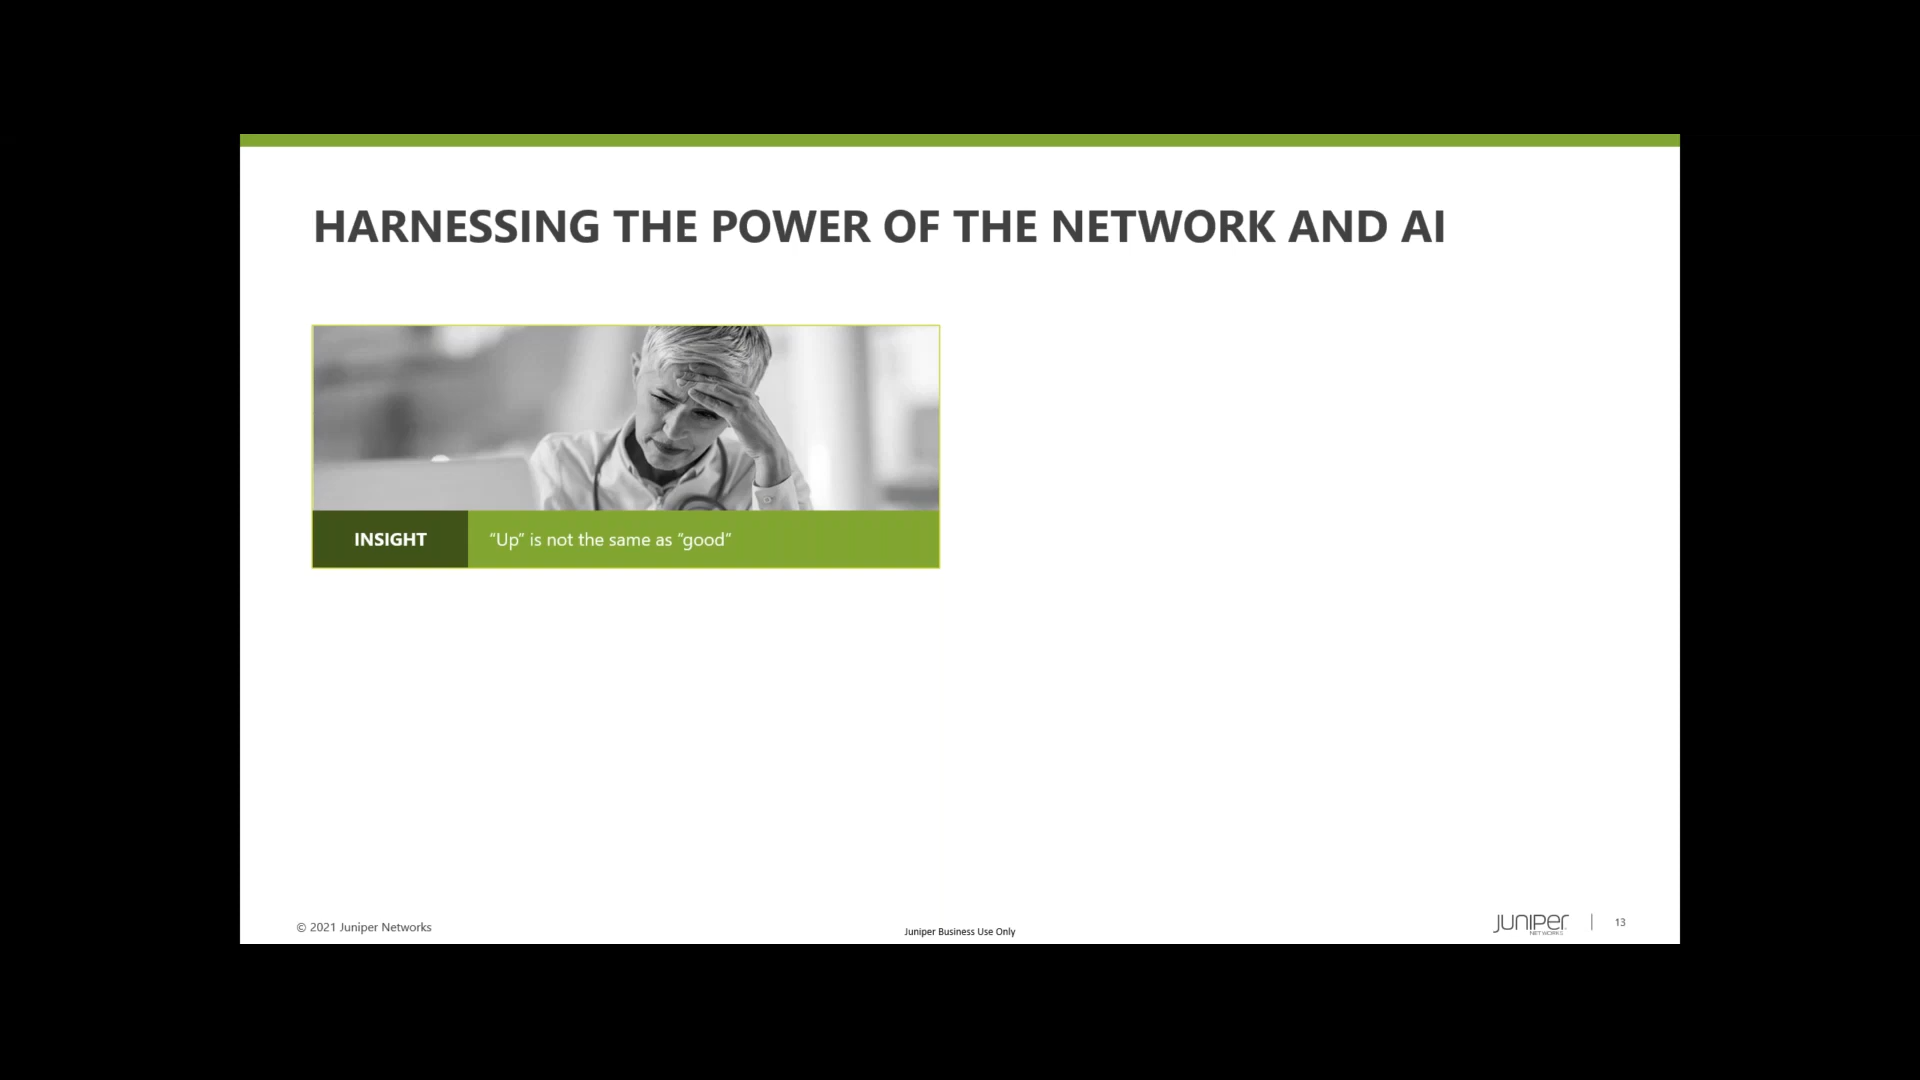 HARNESSING THE POWER OF THE NETWORK AND AI
INSIGHT
“Up” is not the same as “good”
© 2021 Juniper Networks
Juniper Business Use Only
JUNIPEr
NETWORKS
13